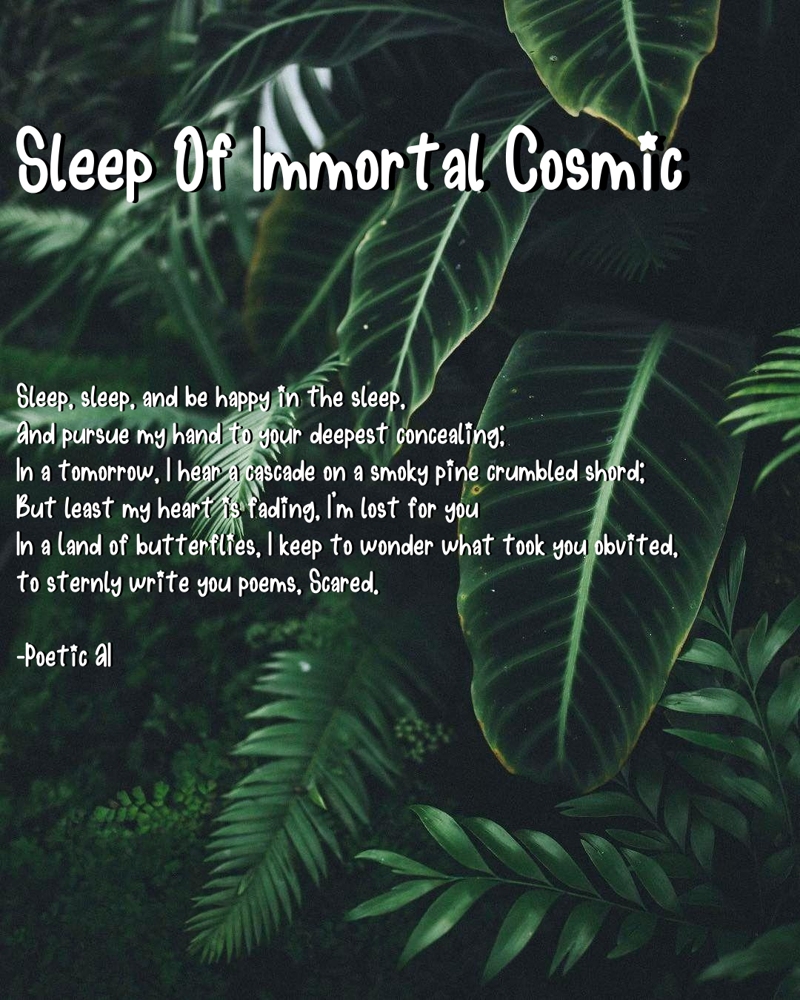 Sleep Of Immortal Cosmic
Sleep, sleep, and be happy in the sleep,
And pursue my hand to your deepest concealing;
In a tomorrow, I hear a cascade on a smoky pine crumbled shord;
But least my heart is fading, I'm lost for you
In a land of butterflies, I keep to wonder what took you obvited,
to sternly write you poems, Scared.
-Poetic Al